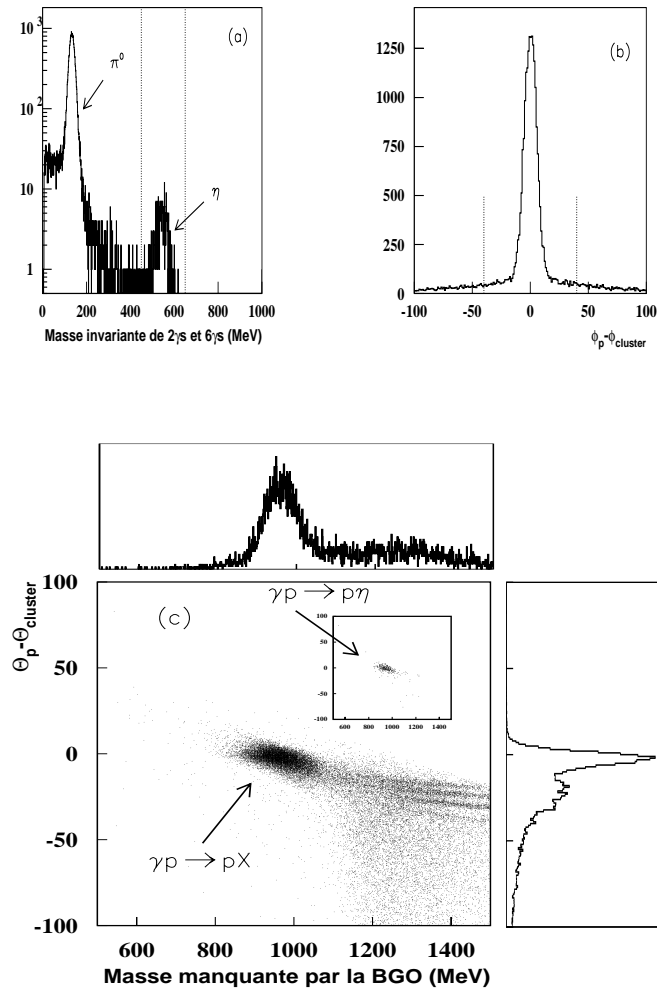 10³
10²
10
1
(a)
π⁰
η
0 200 400 600 800 1000
Masse invariante de 2γs et 6γs (MeV)
1250
1000
750
500
250
0
(b)
-100 -50 0 50 100
ϕp-ϕcluster
100
50
0
-50
-100
Θp-Θcluster
(c)
γp → pη
100
50
0
-50
-100
600 800 1000 1200 1400
γp → pX
600 800 1000 1200 1400
Masse manquante par la BGO (MeV)